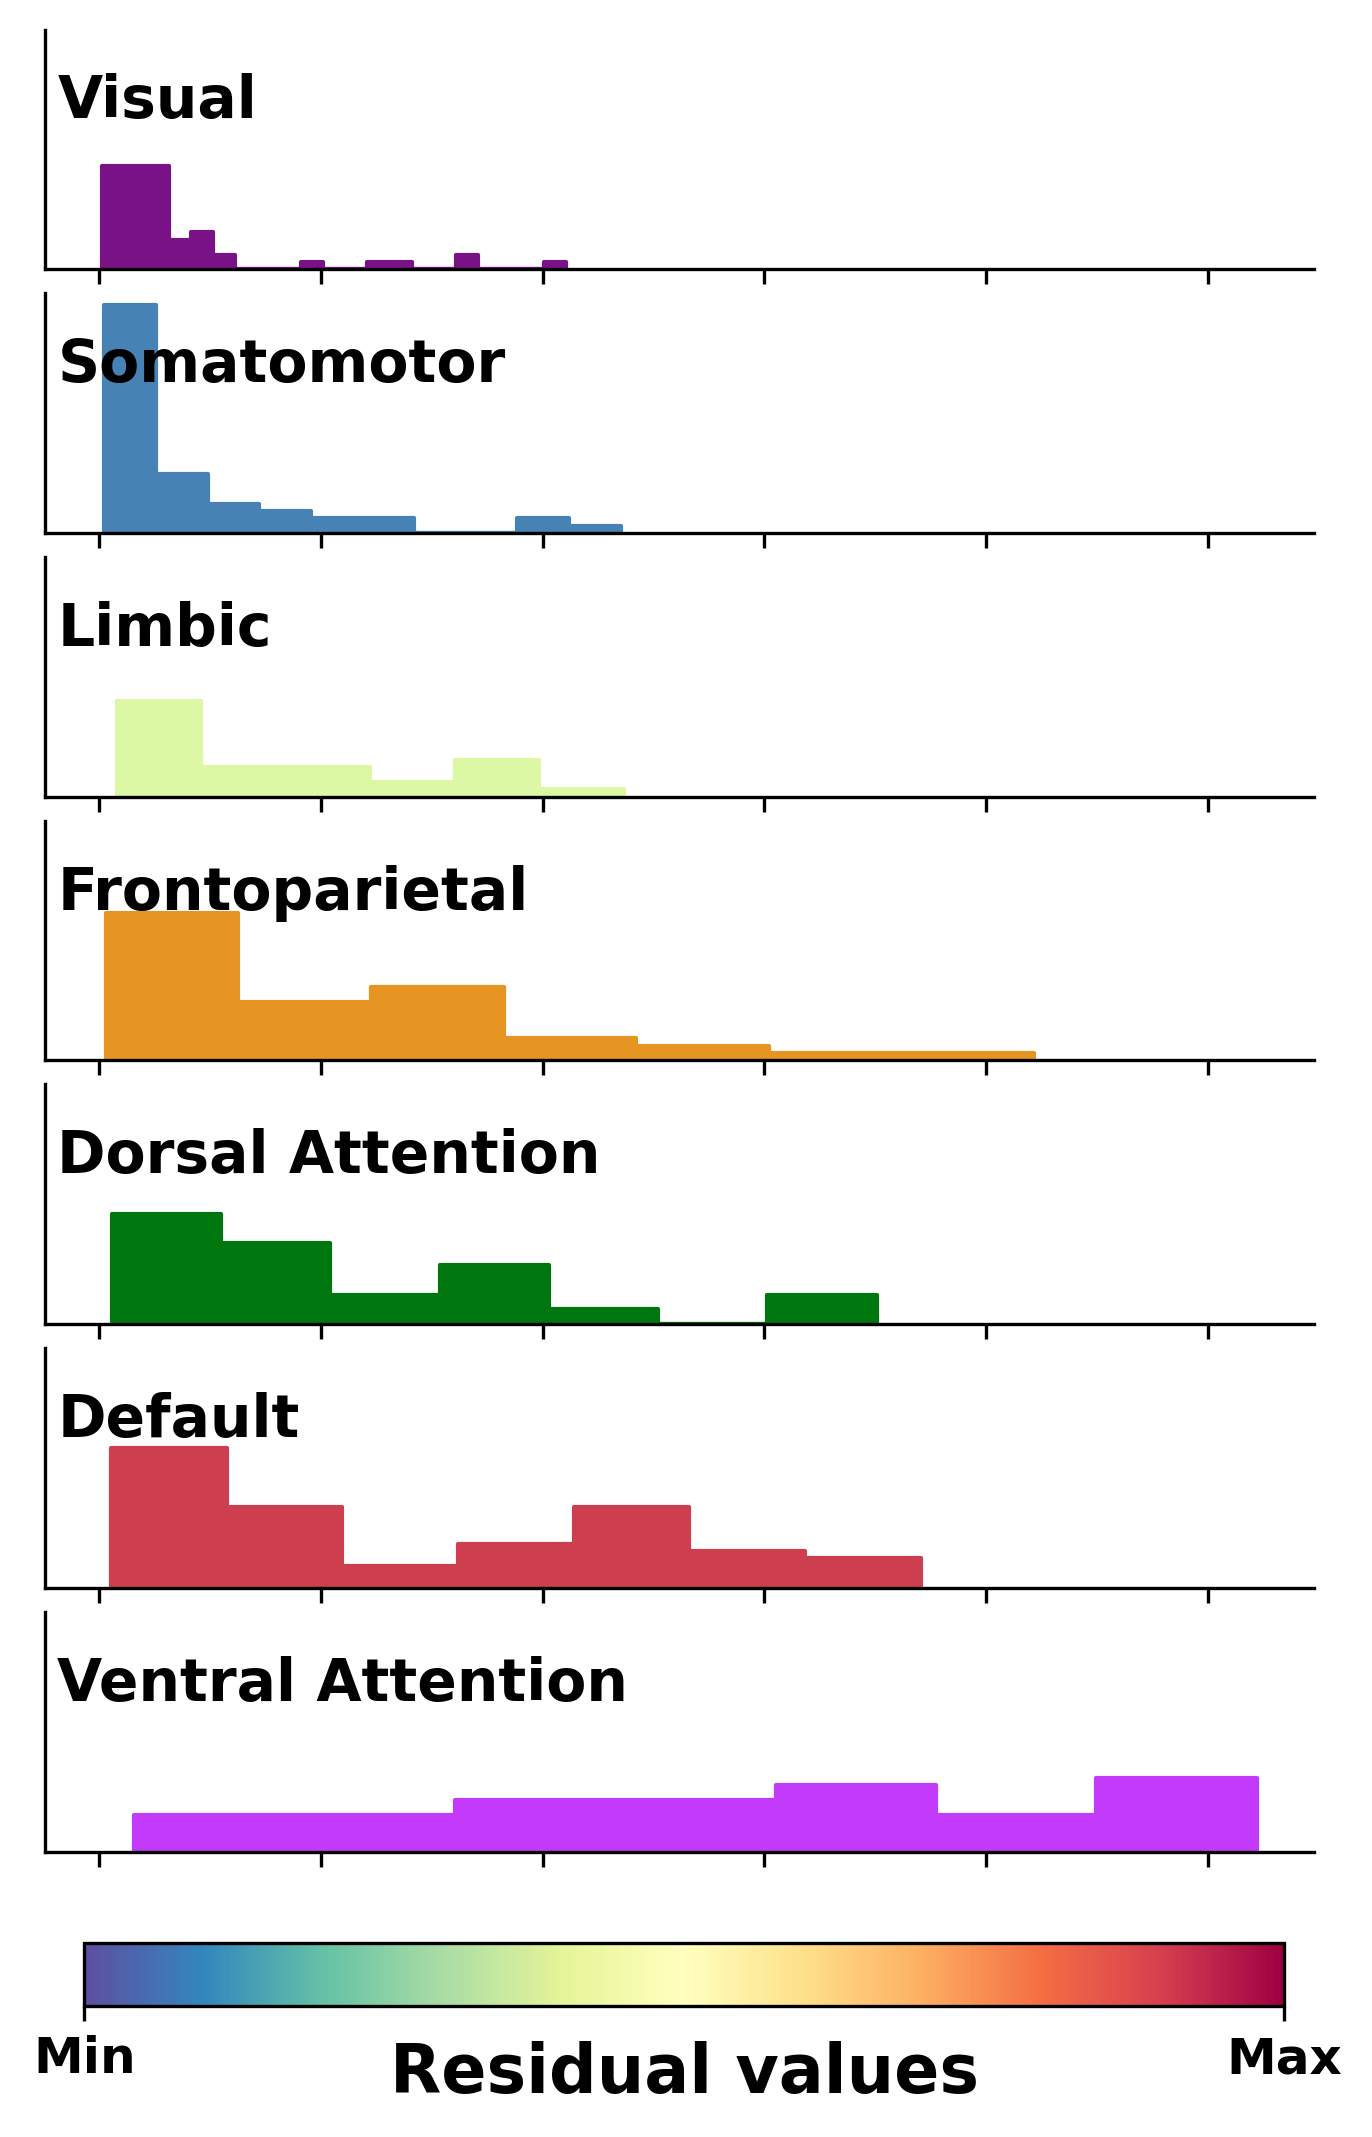 Visual
Somatomotor
Limbic
Frontoparietal
Dorsal Attention
Default
Ventral Attention
Min
Residual values
Max